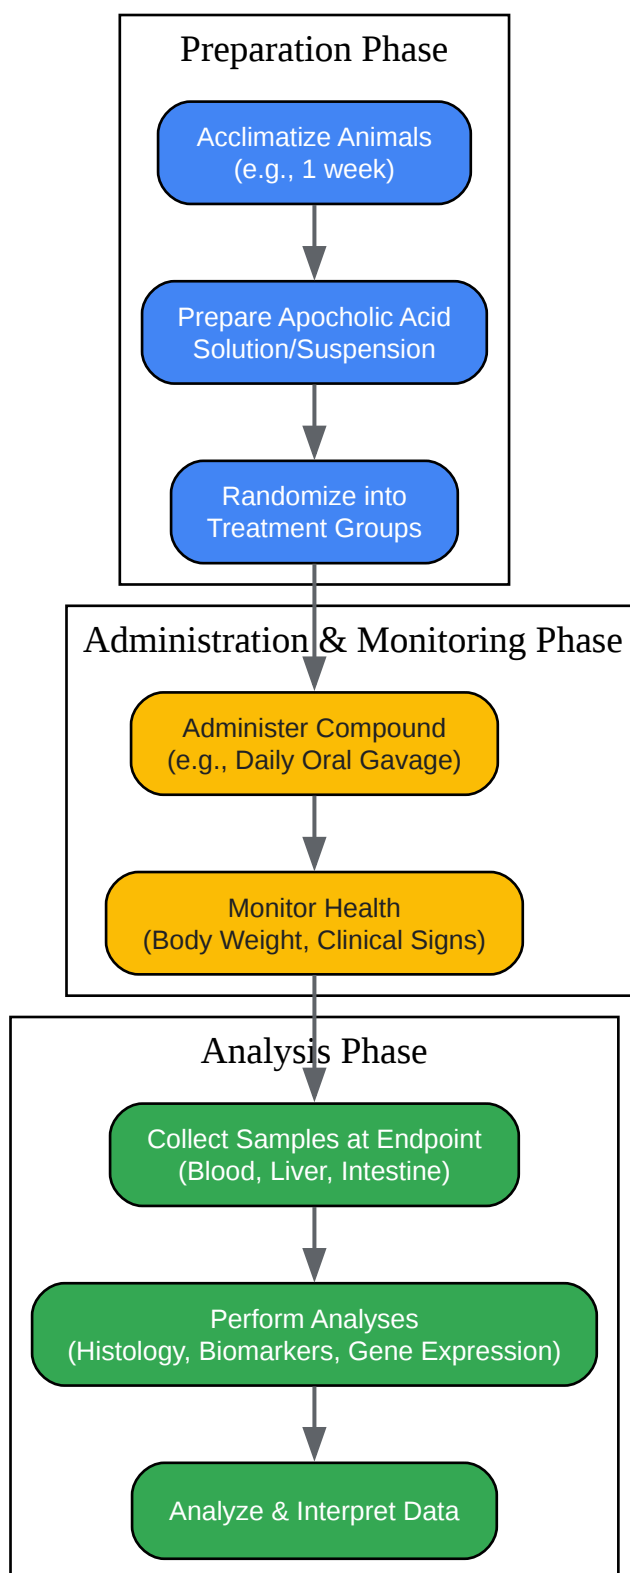 Preparation Phase
Acclimatize Animals
(e.g., 1 week)
Prepare Apocholic Acid
Solution/Suspension
Randomize into
Treatment Groups
Administration & Monitoring Phase
Administer Compound
(e.g., Daily Oral Gavage)
Monitor Health
(Body Weight, Clinical Signs)
Analysis Phase
Collect Samples at Endpoint
(Blood, Liver, Intestine)
Perform Analyses
(Histology, Biomarkers, Gene Expression)
Analyze & Interpret Data